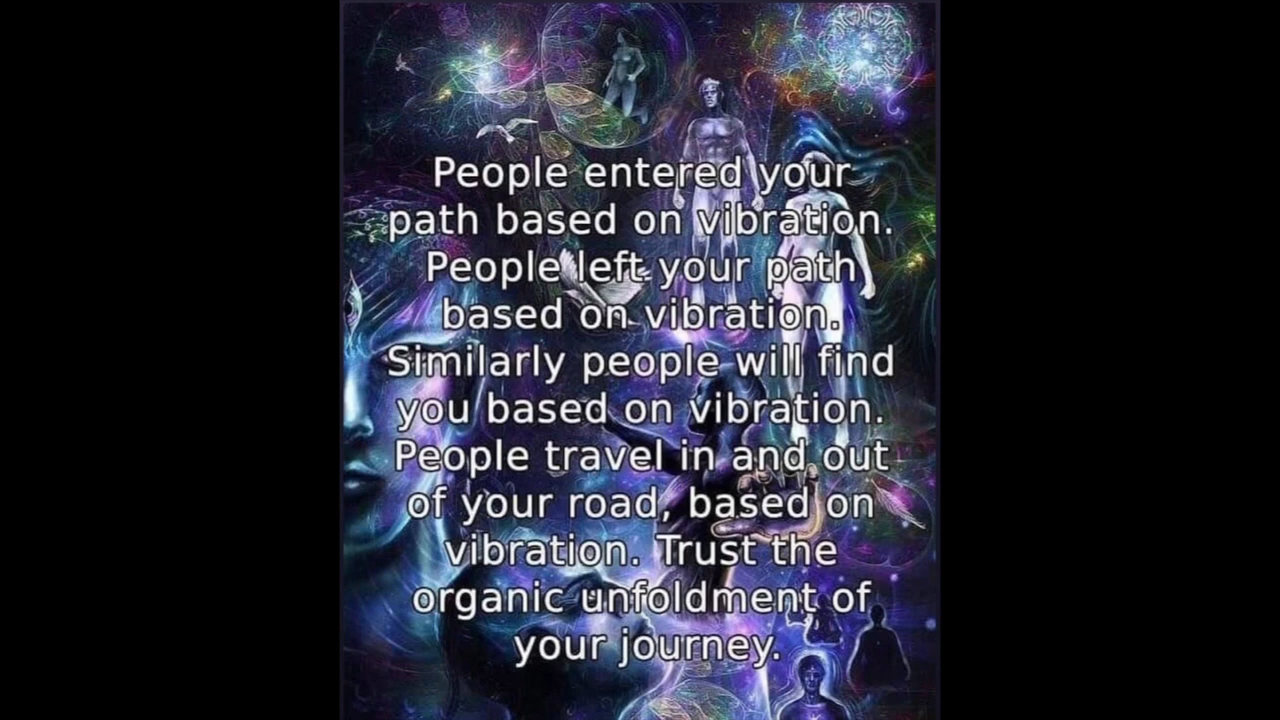 People entered your
path based on vibration.
People left your path
based on vibration.
Similarly people will find
you based on vibration.
People travel in and out
of your road, based on
vibration. Trust the
organic unfoldment of
your journey.